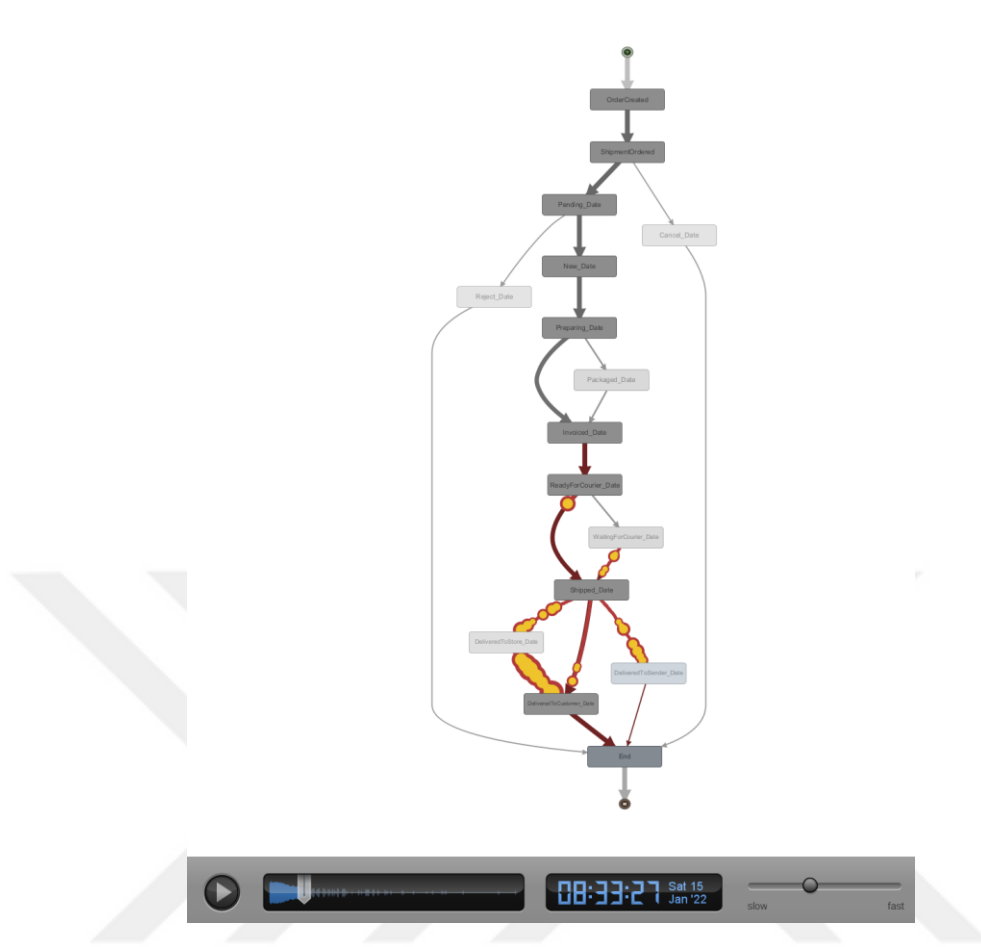 OrderCreated
ShipmentOrdered
Pending_Date
Cancel_Date
New_Date
Reject_Date
Preparing_Date
Packaged_Date
Invoiced_Date
ReadyForCourier_Date
WaitingForCourier_Date
Shipped_Date
DeliveredToStore_Date
DeliveredToSender_Date
DeliveredToCustomer_Date
End
08:33:27 Sat 15
Jan '22
slow fast